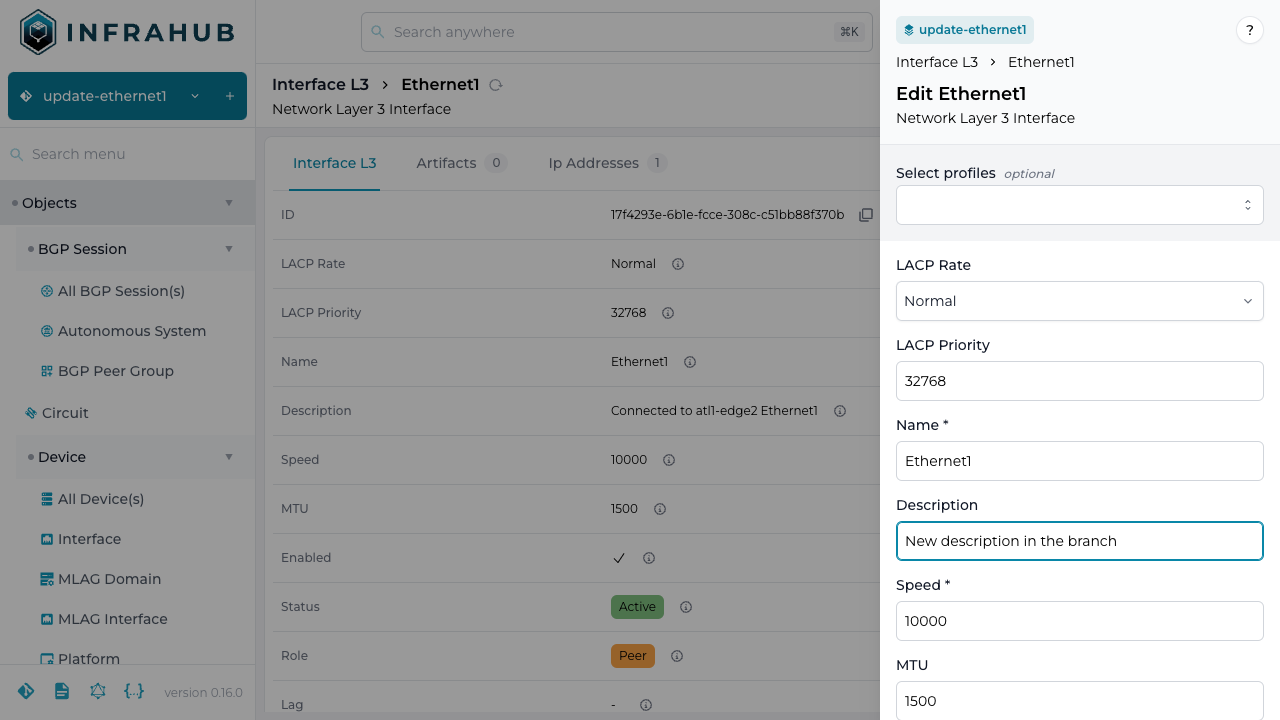 INFRAHUB
update-ethernet1
+
Search menu
Objects
BGP Session
All BGP Session(s)
Autonomous System
BGP Peer Group
Circuit
Device
All Device(s)
Interface
MLAG Domain
MLAG Interface
Platform
version 0.16.0
Search anywhere
⌘K
Interface L3 > Ethernet1
Network Layer 3 Interface
Interface L3
Artifacts 0
Ip Addresses 1
ID 17f4293e-6b1e-fcce-308c-c51bb88f370b
LACP Rate Normal
LACP Priority 32768
Name Ethernet1
Description Connected to atl1-edge2 Ethernet1
Speed 10000
MTU 1500
Enabled ✓
Status Active
Role Peer
Lag -
update-ethernet1
?
Interface L3 > Ethernet1
Edit Ethernet1
Network Layer 3 Interface
Select profiles optional
LACP Rate
Normal
LACP Priority
32768
Name *
Ethernet1
Description
New description in the branch
Speed *
10000
MTU
1500